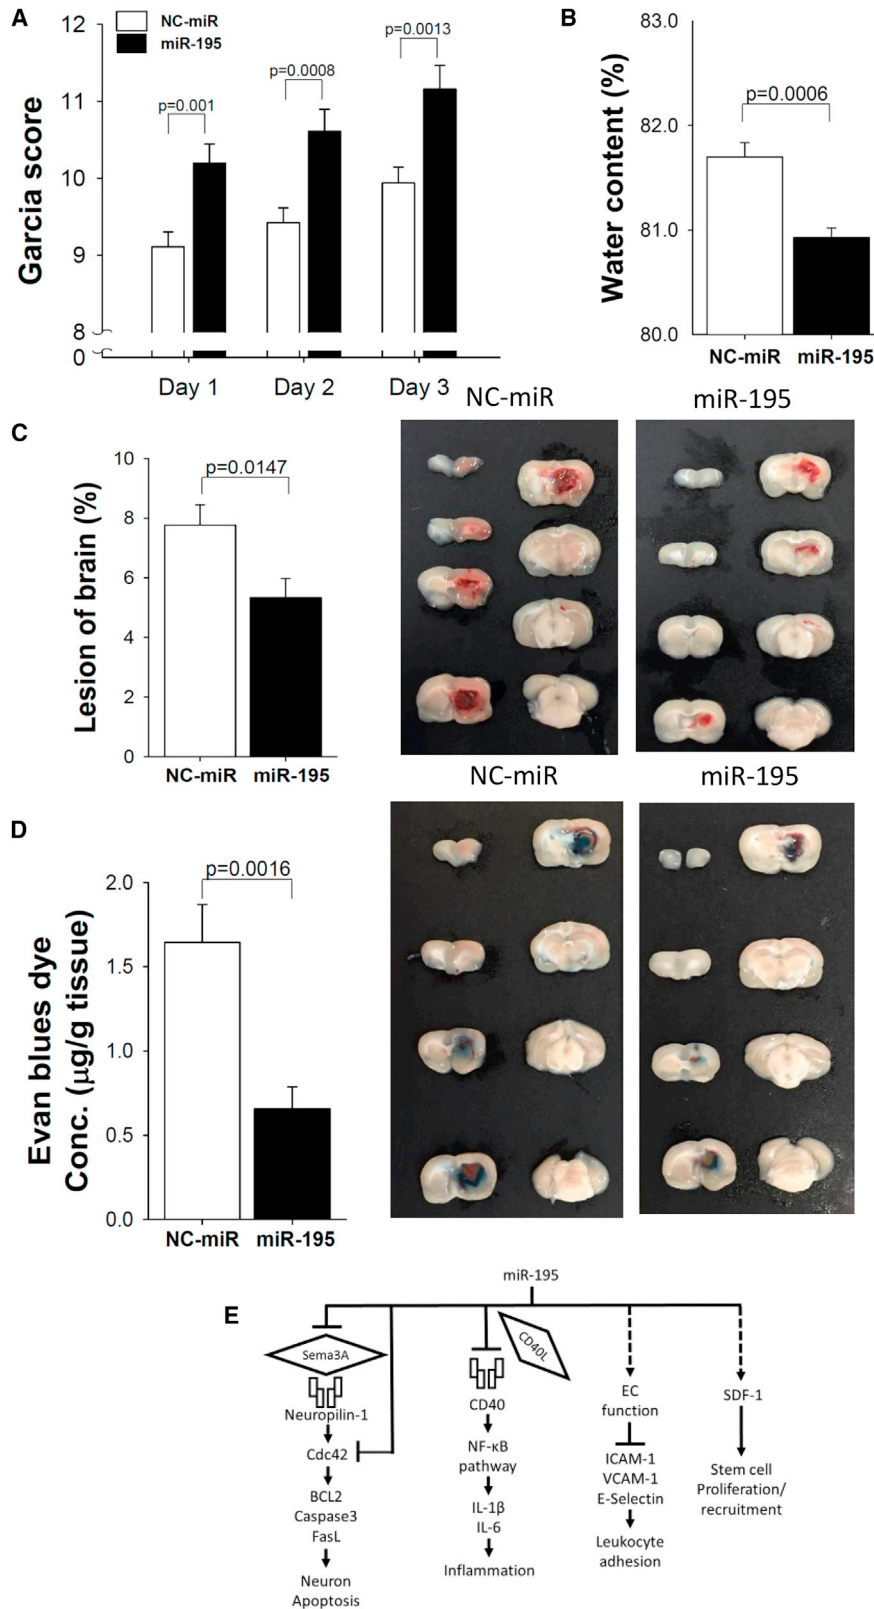 A
NC-miR
miR-195
Garcia score
12
11
10
9
8
0
p=0.001
p=0.0008
p=0.0013
Day 1 Day 2 Day 3
B
Water content (%)
83.0
82.0
81.0
80.0
p=0.0006
NC-miR miR-195
C
Lesion of brain (%)
10
8
6
4
2
0
p=0.0147
NC-miR miR-195
NC-miR miR-195
D
Evan blues dye
Conc. (μg/g tissue)
2.0
1.5
1.0
0.5
0.0
p=0.0016
NC-miR miR-195
NC-miR miR-195
E
miR-195
Sema3A
Neuropilin-1
Cdc42
BCL2
Caspase3
FasL
Neuron
Apoptosis
CD40L
CD40
NF-κB
pathway
IL-1β
IL-6
Inflammation
EC
function
ICAM-1
VCAM-1
E-Selectin
Leukocyte
adhesion
SDF-1
Stem cell
Proliferation/
recruitment